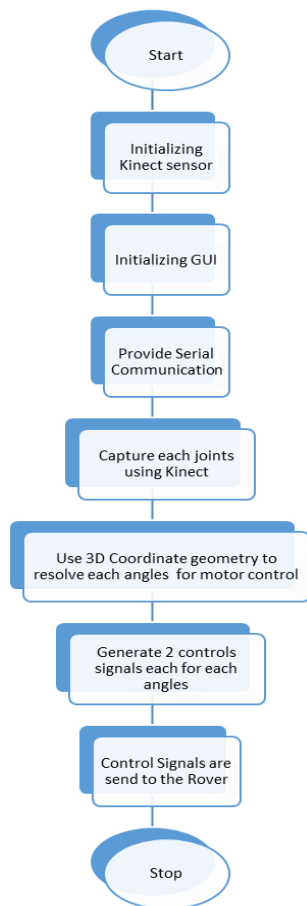 Start
Initializing
Kinect sensor
Initializing GUI
Provide Serial
Communication
Capture each joints
using Kinect
Use 3D Coordinate geometry to
resolve each angles for motor control
Generate 2 controls
signals each for each
angles
Control Signals are
send to the Rover
Stop